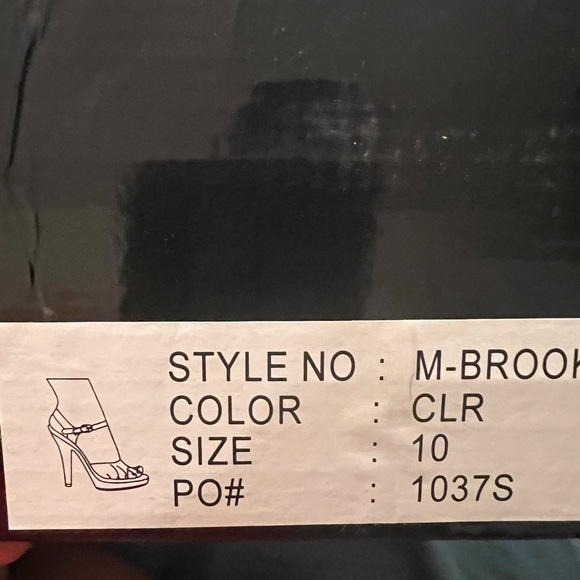 STYLE NO : M-BROOK
COLOR : CLR
SIZE : 10
PO# : 1037S